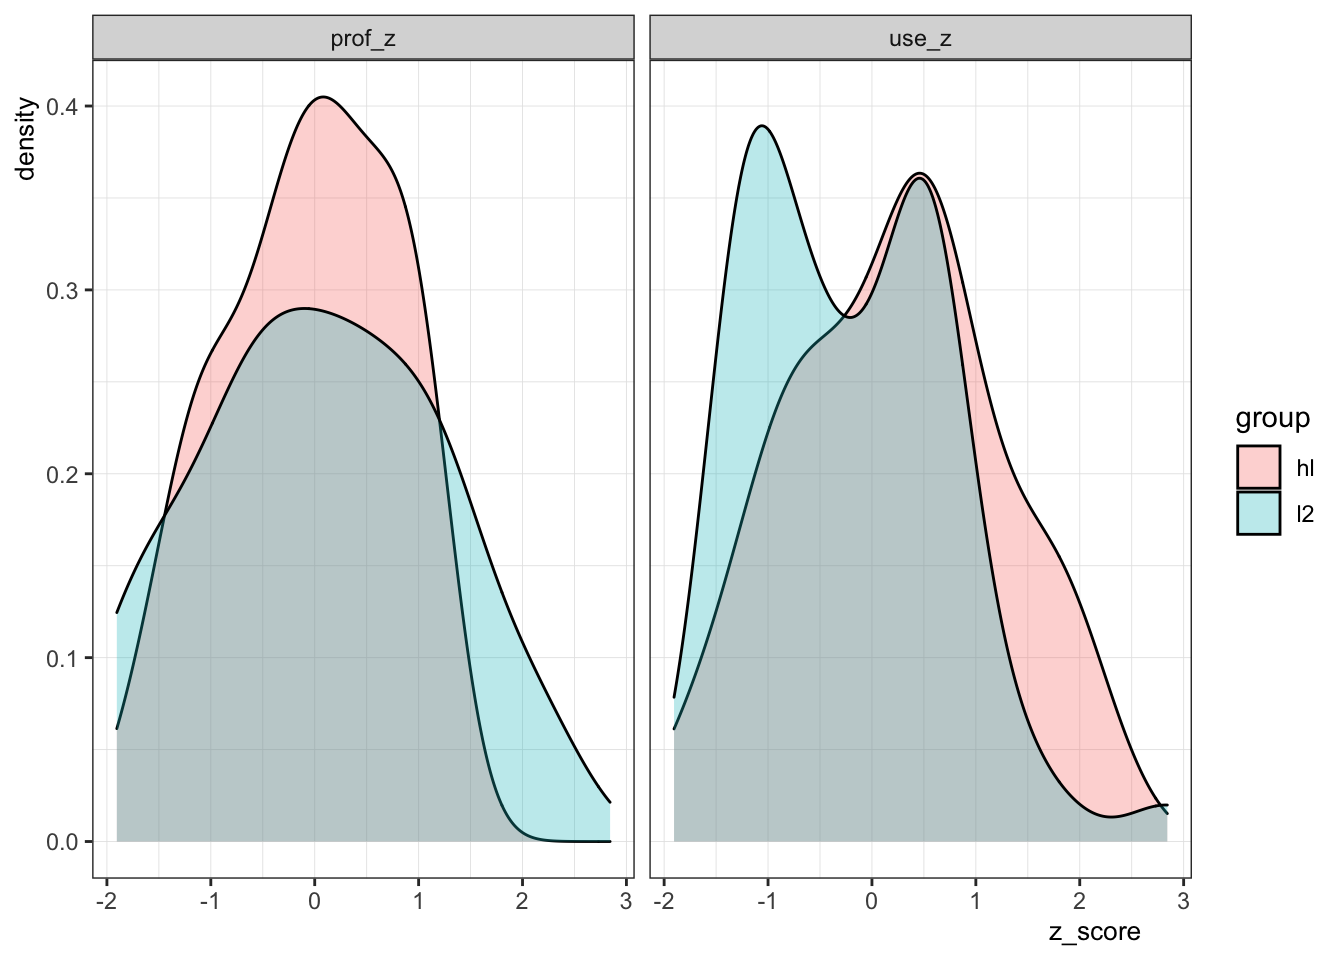 prof_z
use_z
density
0.4
0.3
0.2
0.1
0.0
-2 -1 0 1 2 3
-2 -1 0 1 2 3
z_score
group
hl
l2